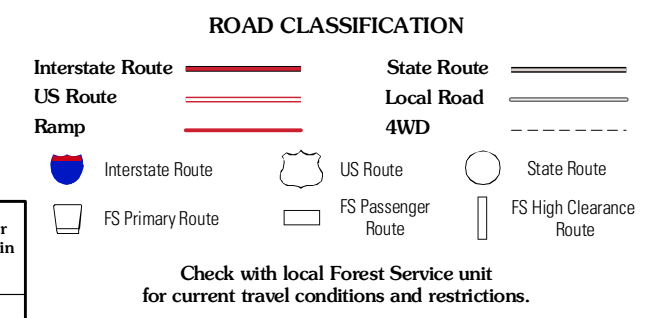 ROAD CLASSIFICATION
Interstate Route
State Route
US Route
Local Road
Ramp
4WD
Interstate Route
US Route
State Route
FS Primary Route
FS Passenger
Route
FS High Clearance
Route
r
in
Check with local Forest Service unit
for current travel conditions and restrictions.